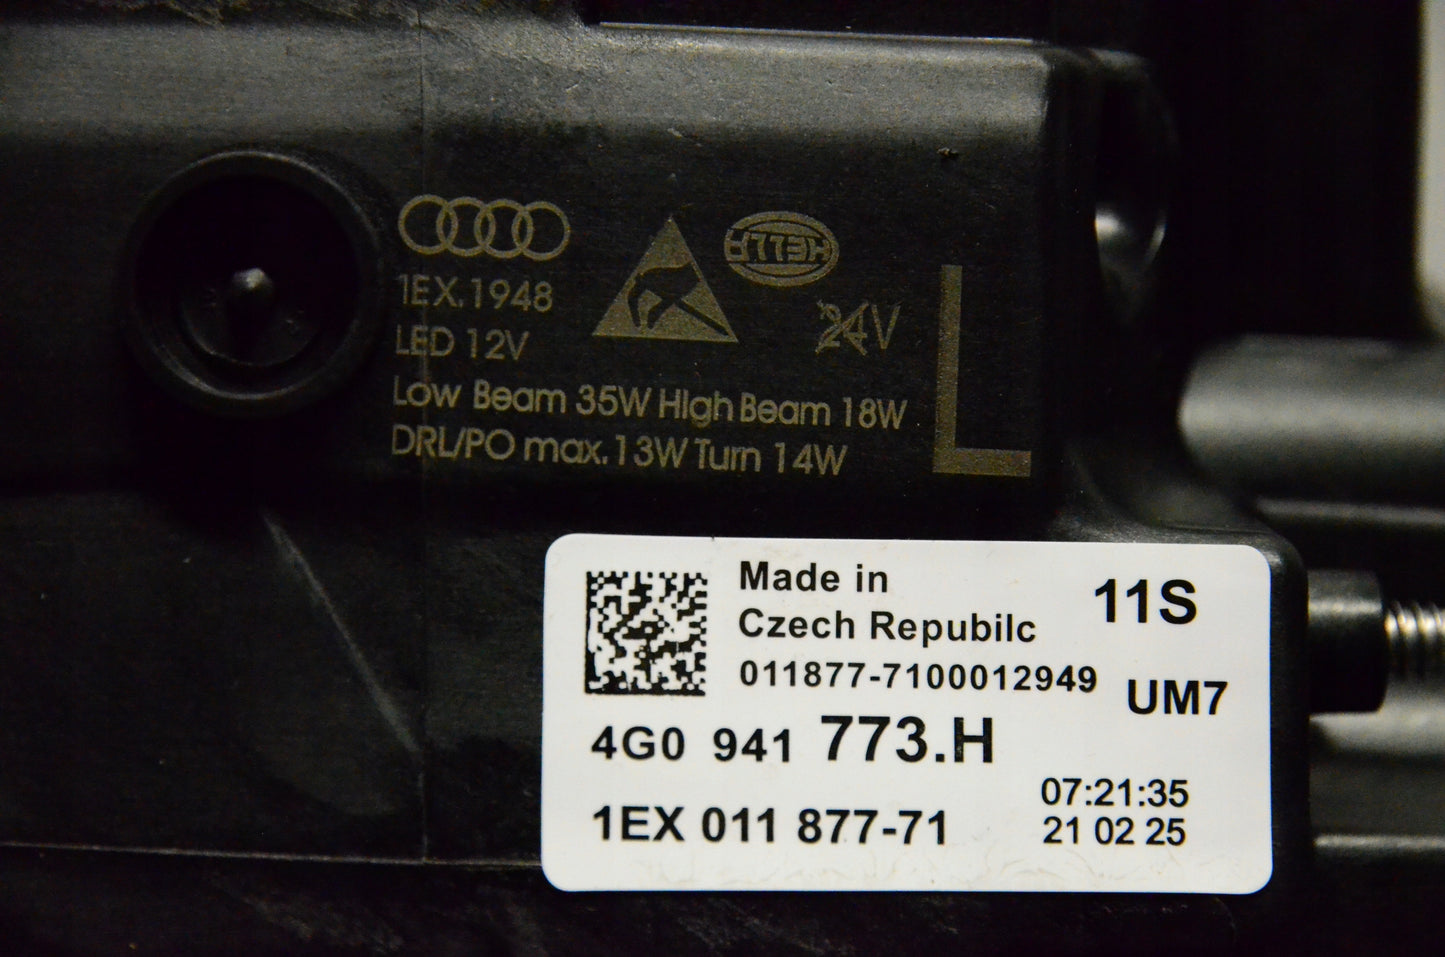 1EX.1948
LED 12V
HELLA
24V
Low Beam 35W High Beam 18W
DRL/PO max.13W Turn 14W
L
Made in
Czech Repubilc
11S
011877-7100012949
UM7
4G0 941 773.H
07:21:35
1EX 011 877-71
21 02 25